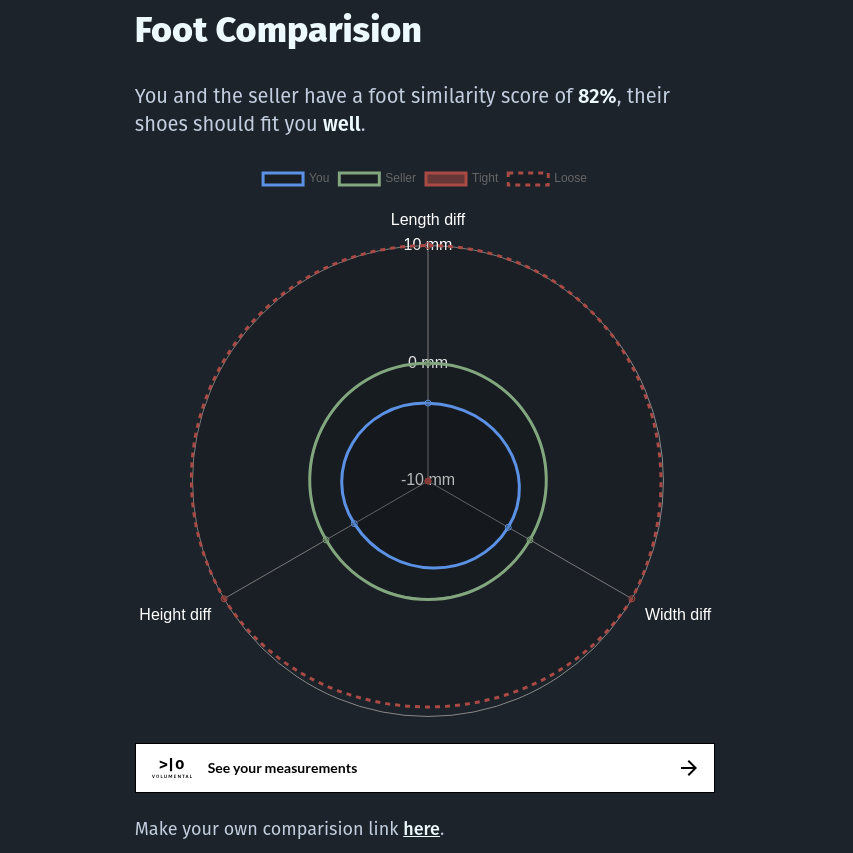 Foot Comparision
You and the seller have a foot similarity score of 82%, their
shoes should fit you well.
You Seller Tight Loose
Length diff
10 mm
0 mm
-10 mm
Height diff
Width diff
>|o
VOLUMENTAL
See your measurements
Make your own comparision link here.